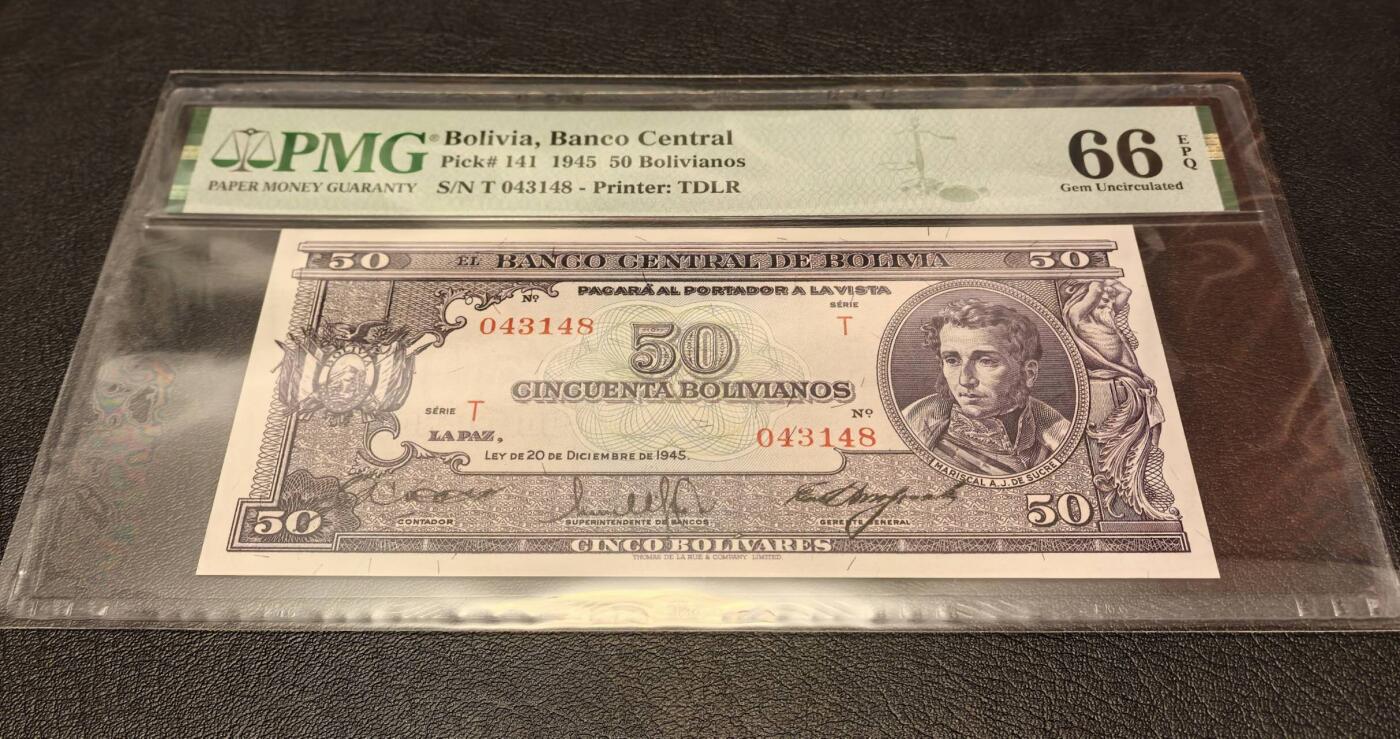 PMG®
PAPER MONEY GUARANTY
Bolivia, Banco Central
Pick# 141 1945 50 Bolivianos
S/N T 043148 - Printer: TDLR
66
EPQ
Gem Uncirculated
50 EL BANCO CENTRAL DE BOLIVIA 50
PAGARÁ AL PORTADOR A LA VISTA
Nº
043148
SÉRIE
T
50
CINCUENTA BOLIVIANOS
SÉRIE T
Nº
043148
LA PAZ,
LEY DE 20 DE DICIEMBRE DE 1945.
MARISCAL A. J. DE SUCRE
CONTADOR
SUPERINTENDENTE DE BANCOS
GERENTE GENERAL
50
50
CINCO BOLÍVARES
THOMAS DE LA RUE & COMPANY, LIMITED.